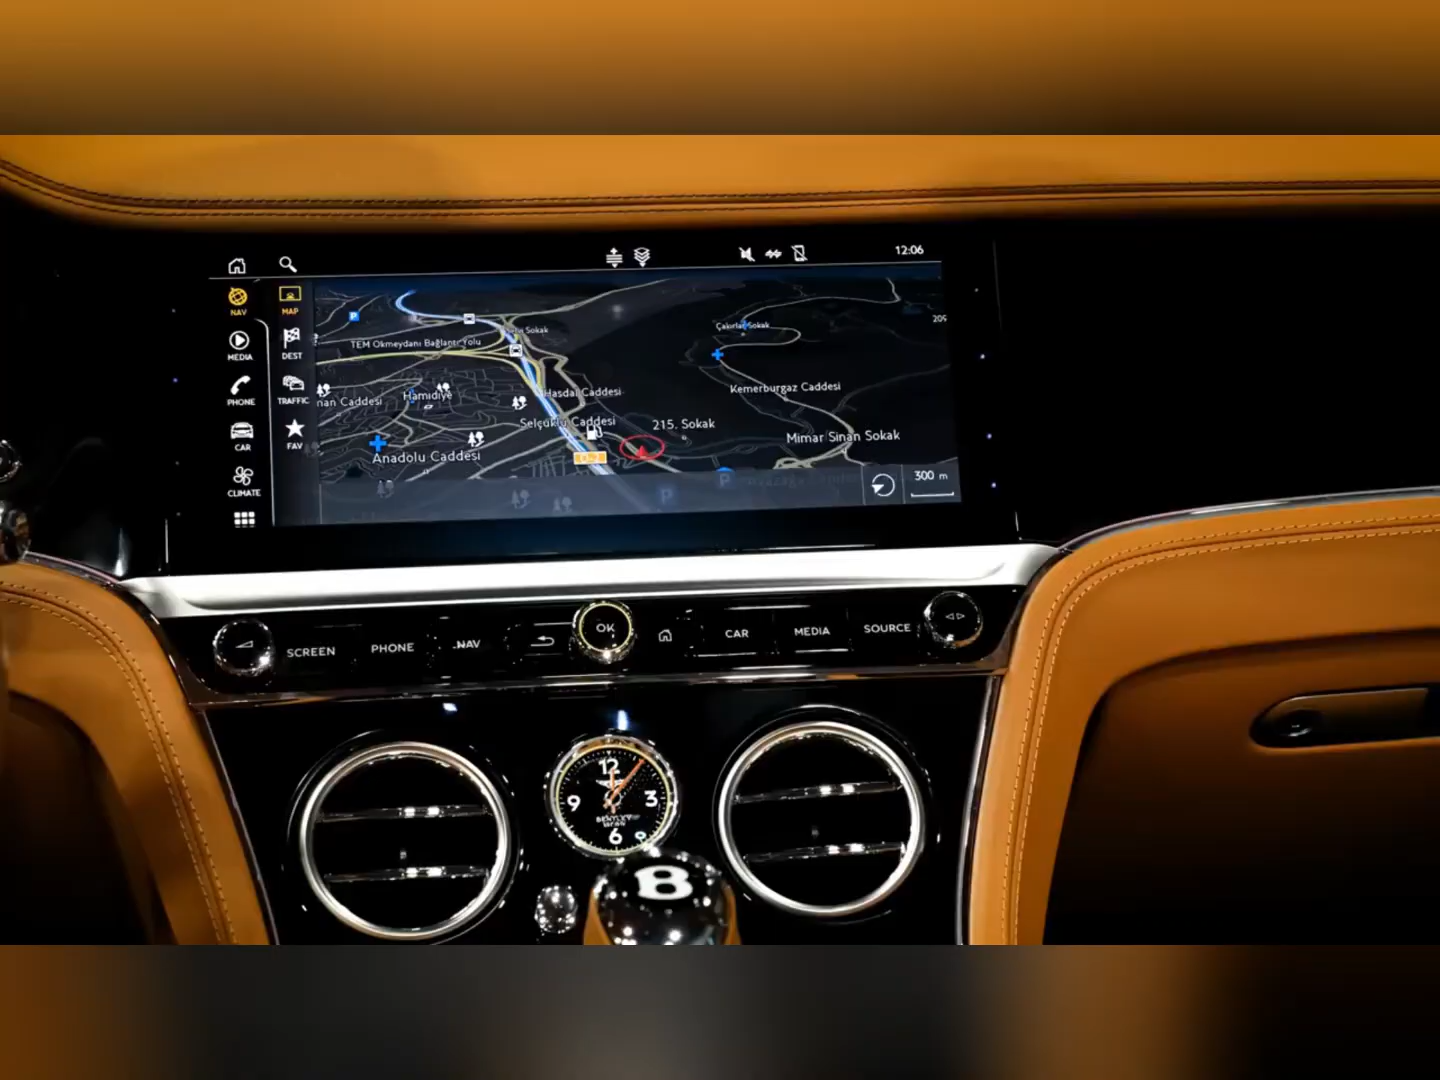 12:06
NAV
MAP
P
209
Çakırlar Sokak
Sokak
TEM Okmeydanı Bağlantı Yolu
MEDIA
DEST
Kemerburgaz Caddesi
Hasdal Caddesi
PHONE
TRAFFIC
nan Caddesi
Hamidiye
Selçuklu Caddesi
215. Sokak
Mimar Sinan Sokak
CAR
FAV
Anadolu Caddesi
300 m
CLIMATE
P
P
SCREEN
PHONE
NAV
OK
CAR
MEDIA
SOURCE
12
9
3
BENTLEY
6
B